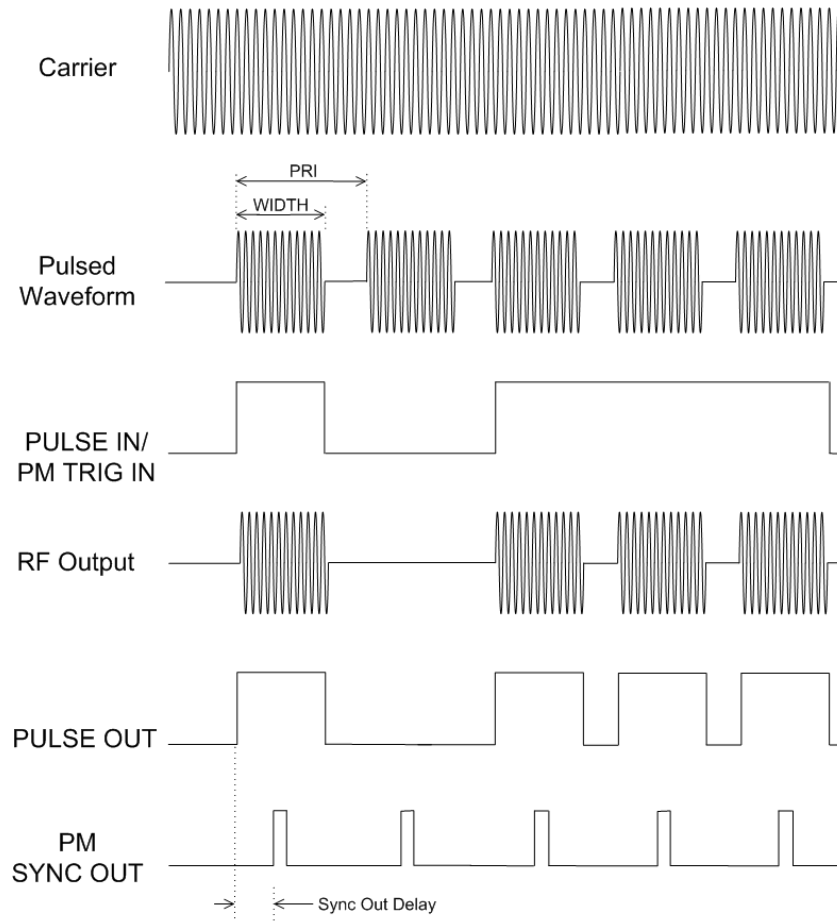 Carrier
PRI
WIDTH
Pulsed
Waveform
PULSE IN/
PM TRIG IN
RF Output
PULSE OUT
PM
SYNC OUT
Sync Out Delay